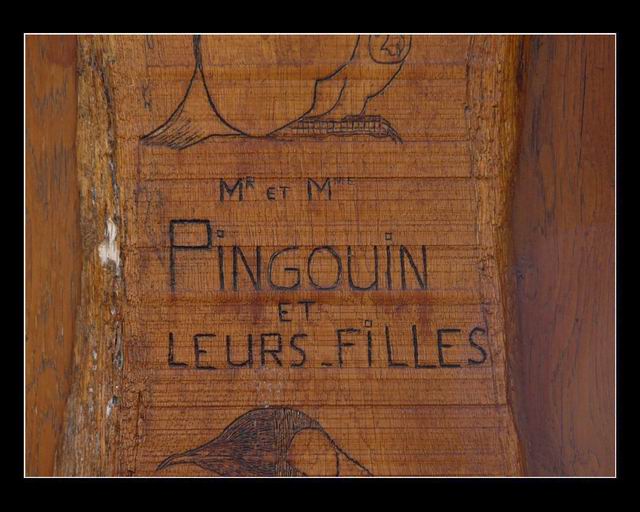 Mr ET Mme
PiNGOUiN
ET
LEURS-FiLLES